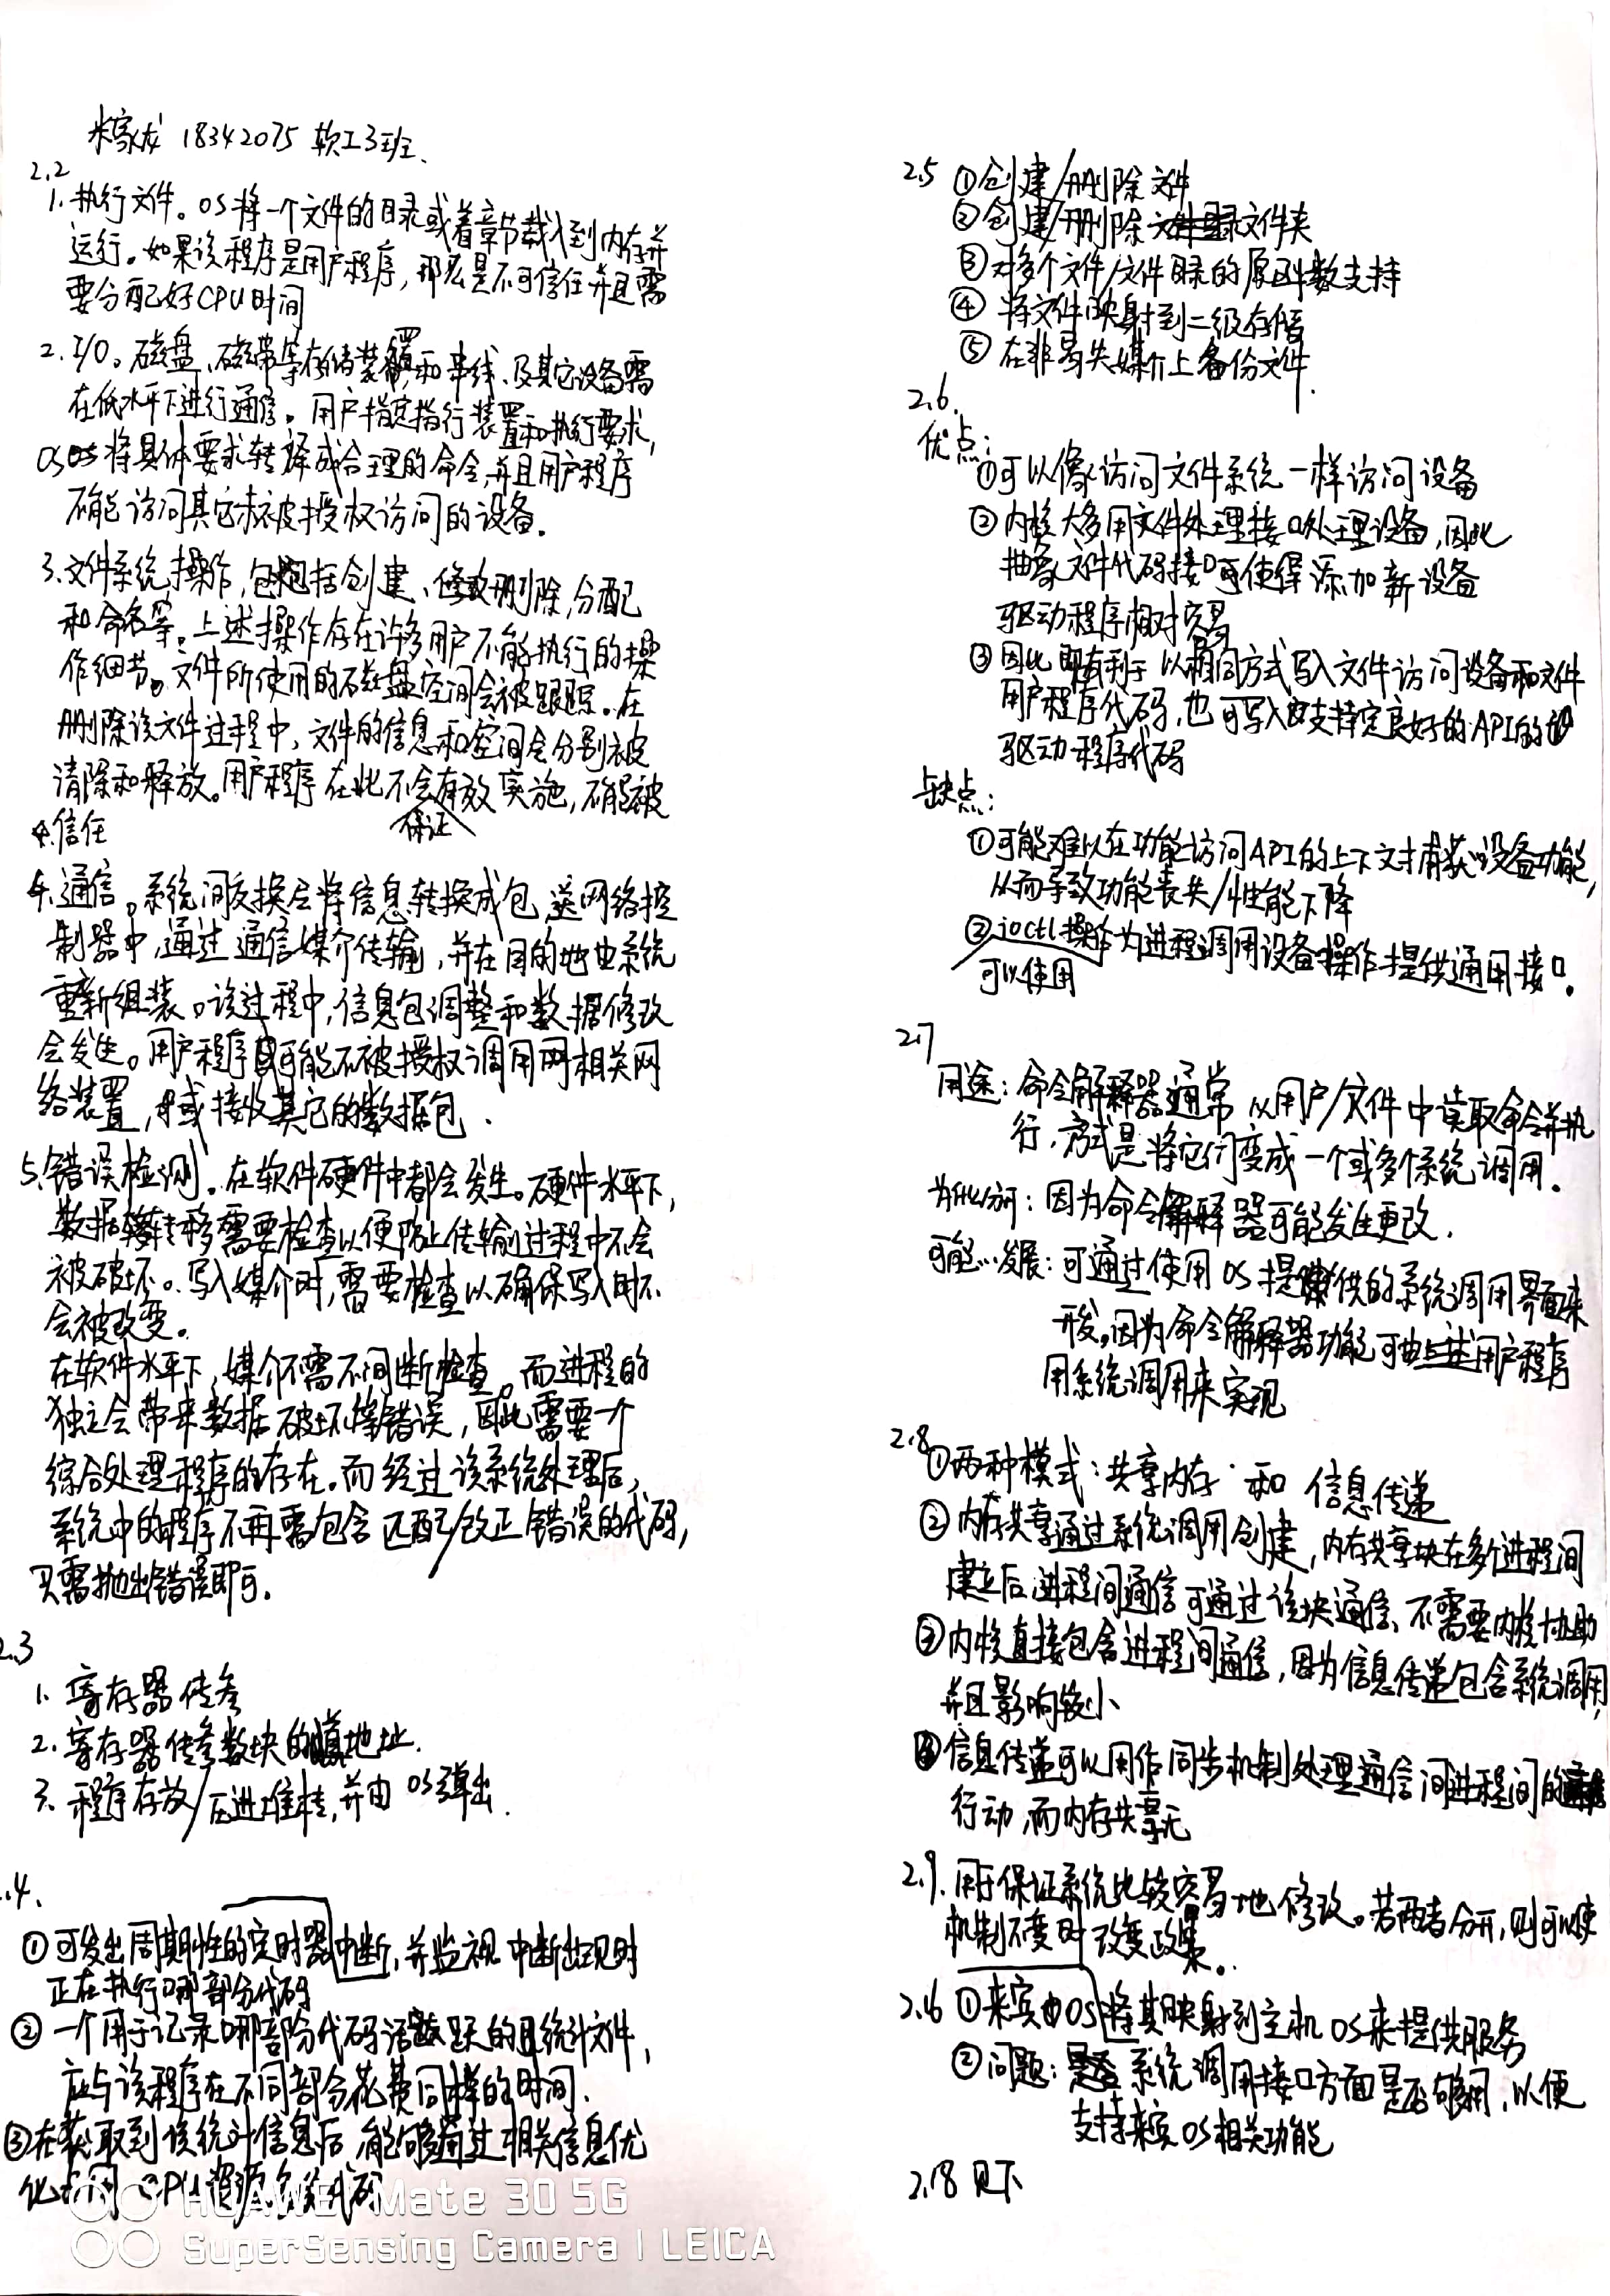 米家龙 18342075 软工3班.
2.2
1. 执行文件。OS将一个文件的目录或者章节载入到内存并
运行。如果该程序是用户程序，那么是不可信任并且需
要分配好CPU时间
2. I/O。磁盘、磁带等存储装置，和串线、及其它设备需
在低水平下进行通信。用户指定指行装置和执行要求，
OS将具体要求转译成合理的命令，并且用户程序
不能访问其它未被授权访问的设备.
3. 文件系统操作，包括创建、删除，分配
和命名等。上述操作存在许多用户不能执行的操
作细节。文件所使用的磁盘空间会被跟踪。在
删除该文件过程中，文件的信息和空间会分别被
清除和释放。用户程序在此不会保证有效实施，不能被
信任
4. 通信。系统间交换会将信息转换成包，送网络控
制器中，通过通信媒介传输，并在目的地由系统
重新组装。该过程中，信息包调整和数据修改
会发生。用户程序可能不被授权调用相关网
络装置，或接收其它的数据包.
5. 错误检测. 在软件硬件中都会发生。硬件水平下，
数据转移需要检查以便防止传输过程中不会
被破坏。写入媒介时，需要检查以确保写入时不
会被改变。
在软件水平下，媒介需不间断检查。而进程的
独立会带来数据破坏等错误，因此需要一个
综合处理程序的存在。而经过该系统处理后，
系统中的程序不再需包含匹配/改正错误的代码，
只需抛出错误即可.
2.3
1. 寄存器传参
2. 寄存器传参数块的地址.
3. 程序存放/压进堆栈，并由OS弹出.
2.4.
①可发出周期性的定时器中断，并监视中断出现时
正在执行哪部分代码
② 一个用于记录哪部分代码活跃的统计文件，
应与该程序在不同部分花费同样的时间.
③在获取到该统计信息后，能够通过相关信息优
化 CPU资源 代码
2.5 ①创建/删除文件
②创建/删除文件夹
③对多个文件/文件目录的原函数支持
④ 将文件映射到二级存储
⑤ 在非易失媒介上备份文件.
2.6.
优点：
①可以像访问文件系统一样访问设备
② 内核大多用文件处理接口处理设备，因此
抽象文件代码接口可使得添加新设备
驱动程序相对容易
③ 因此即有利于以相同方式写入文件访问设备和文件
用户程序代码，也可写入支持定良好的API的
驱动程序代码
缺点：
①可能难以在功能访问API的上下文捕获设备功能，
从而导致功能丧失/性能下降
②可以使用ioctl操作为进程调用设备操作提供通用接口。
2.7
用途：命令解释器通常从用户/文件中读取命令并执
行，方式是将它们变成一个或多个系统调用。
为什么分开：因为命令解释器可能发生更改.
可能…发展：可通过使用OS提供的系统调用界面来
开发。因为命令解释器功能可由上述用户程序
用系统调用来实现
2.8
①两种模式：共享内存 和 信息传递
② 内存共享通过系统调用创建，内存共享块在多个进程间
建立后，进程间通信可通过该块通信，不需要内核协助
③内核直接包含进程间通信，因为信息传递包含系统调用，
并且影响较小
④信息传递可以用作同步机制处理通信间进程间的
行动，而内存共享无
2.9. 用于保证系统比较容易地修改。若两者分开，则可以使
机制不变时改变政策。
2.16 ①来宾OS将其映射到主机OS来提供服务
②问题：系统调用接口方面是否够用，以便
支持来宾OS相关功能
2.18 见下
HUAWEI Mate 30 5G
SuperSensing Camera | LEICA